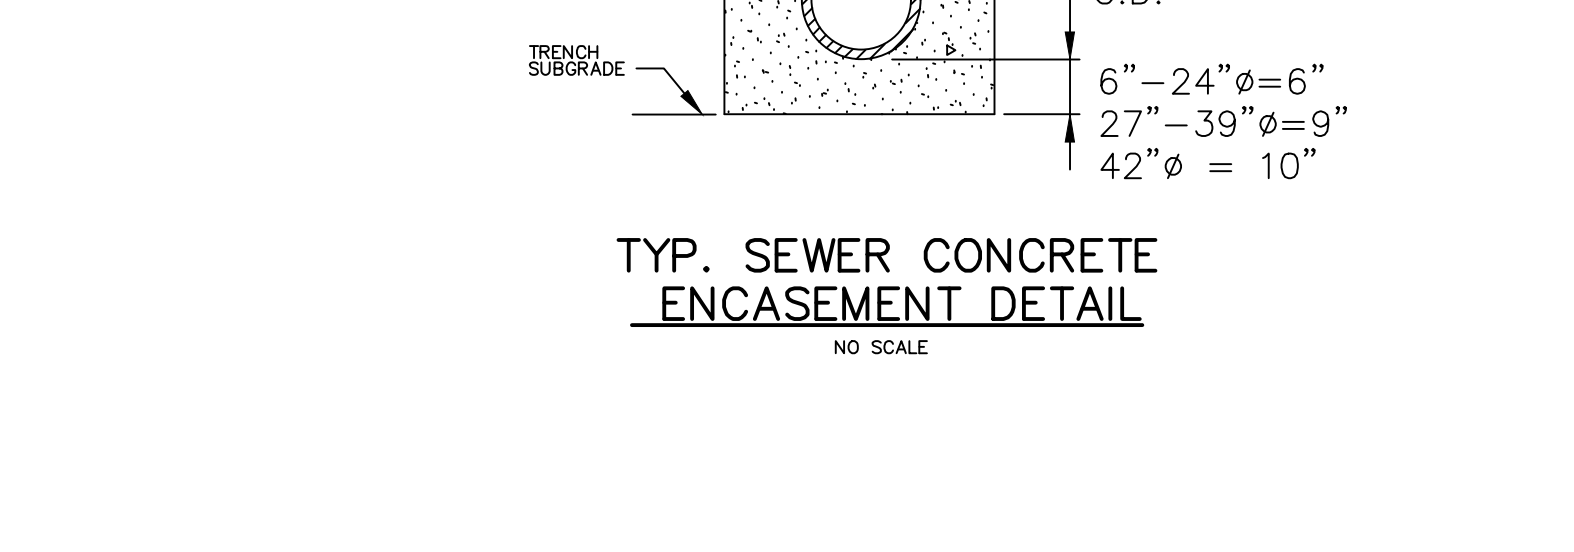 TRENCH
SUBGRADE
6”–24”ø=6”
27”–39”ø=9”
42”ø = 10”
TYP. SEWER CONCRETE
ENCASEMENT DETAIL
NO SCALE